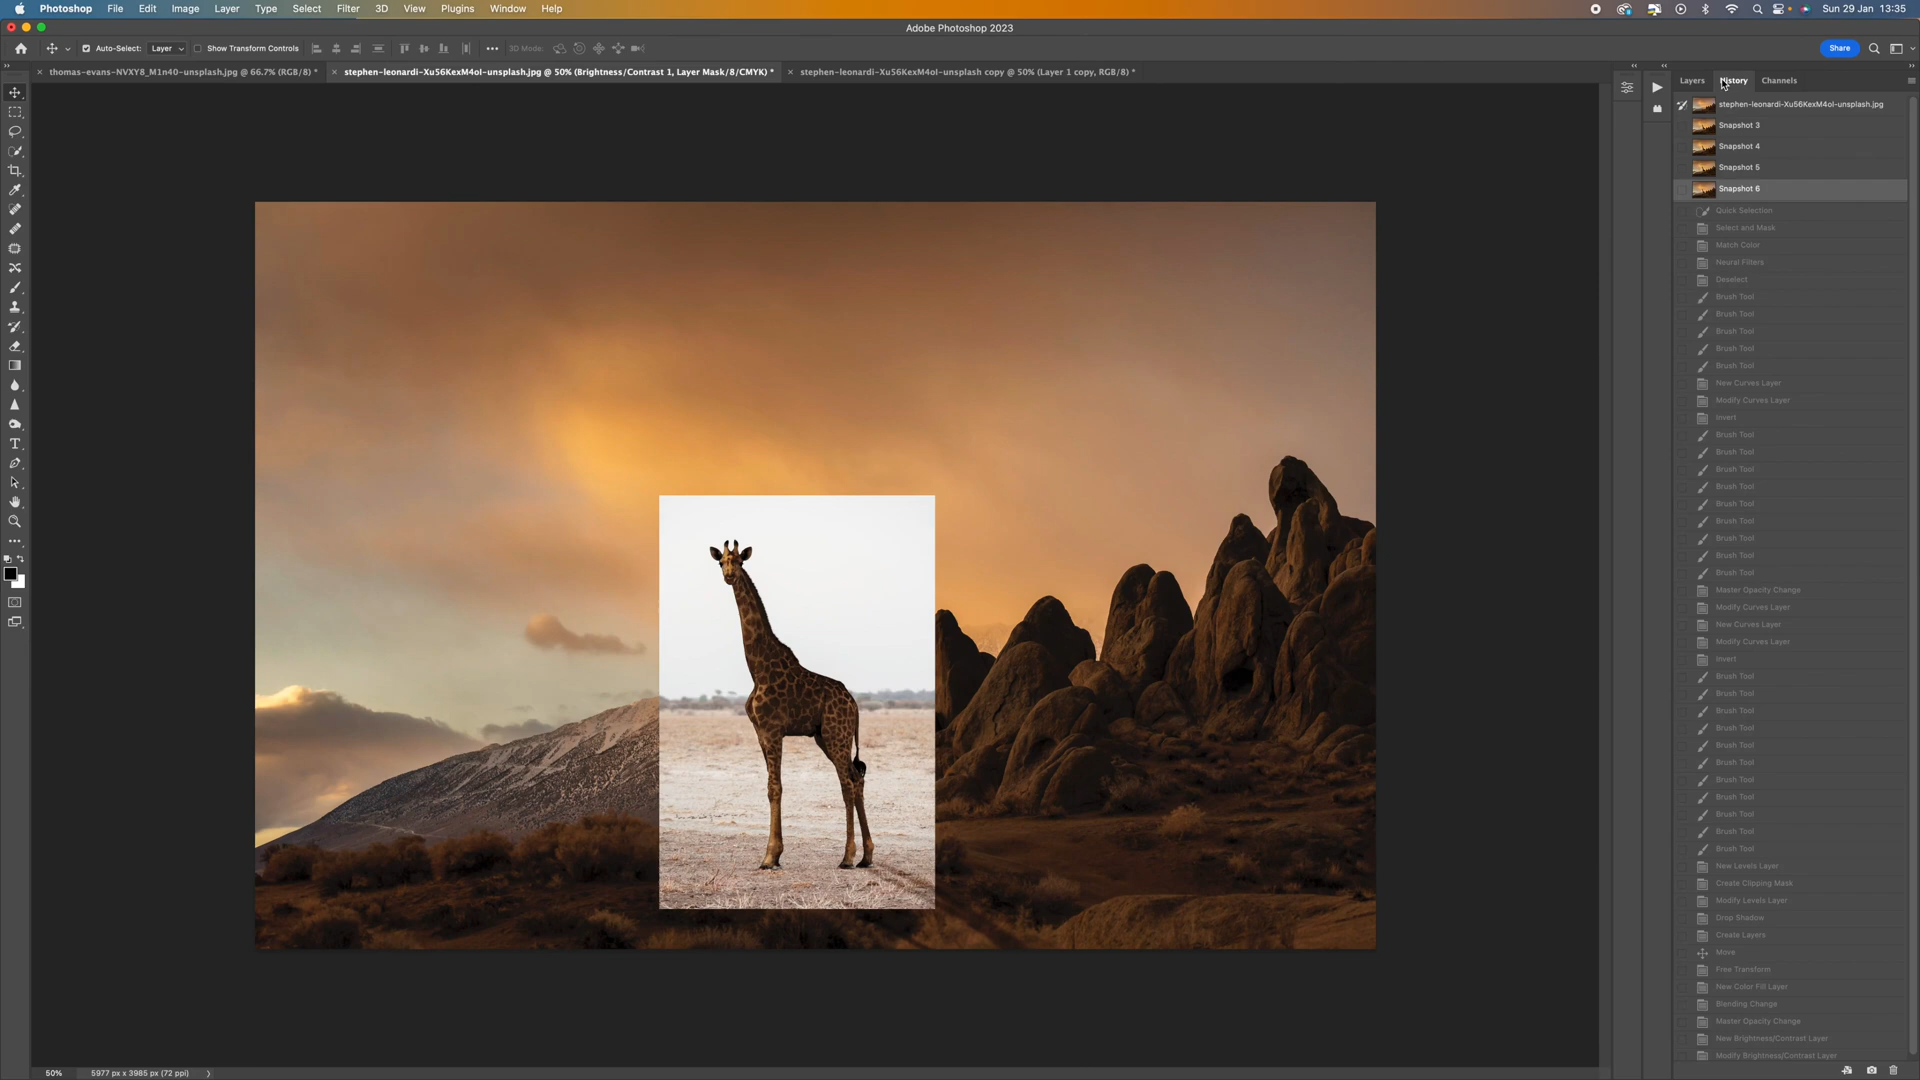 Photoshop File Edit Image Layer Type Select Filter 3D View Plugins Window Help Sun 29 Jan 13:35
Adobe Photoshop 2023
Auto-Select: Layer Show Transform Controls 3D Mode: Share
thomas-evans-NVXY8_M1n40-unsplash.jpg @ 66.7% (RGB/8) * stephen-leonardi-Xu56KexM4oI-unsplash.jpg @ 50% (Brightness/Contrast 1, Layer Mask/8/CMYK) * stephen-leonardi-Xu56KexM4oI-unsplash copy @ 50% (Layer 1 copy, RGB/8) *
Layers History Channels
stephen-leonardi-Xu56KexM4oI-unsplash.jpg
Snapshot 3
Snapshot 4
Snapshot 5
Snapshot 6
Quick Selection
Select and Mask
Match Color
Neural Filters
Deselect
Brush Tool
Brush Tool
Brush Tool
Brush Tool
Brush Tool
New Curves Layer
Modify Curves Layer
Invert
Brush Tool
Brush Tool
Brush Tool
Brush Tool
Brush Tool
Brush Tool
Brush Tool
Brush Tool
Brush Tool
Master Opacity Change
Modify Curves Layer
New Curves Layer
Modify Curves Layer
Invert
Brush Tool
Brush Tool
Brush Tool
Brush Tool
Brush Tool
Brush Tool
Brush Tool
Brush Tool
Brush Tool
Brush Tool
Brush Tool
New Levels Layer
Create Clipping Mask
Modify Levels Layer
Drop Shadow
Create Layers
Move
Free Transform
New Color Fill Layer
Blending Change
Master Opacity Change
New Brightness/Contrast Layer
Modify Brightness/Contrast Layer
50% 5977 px x 3985 px (72 ppi)